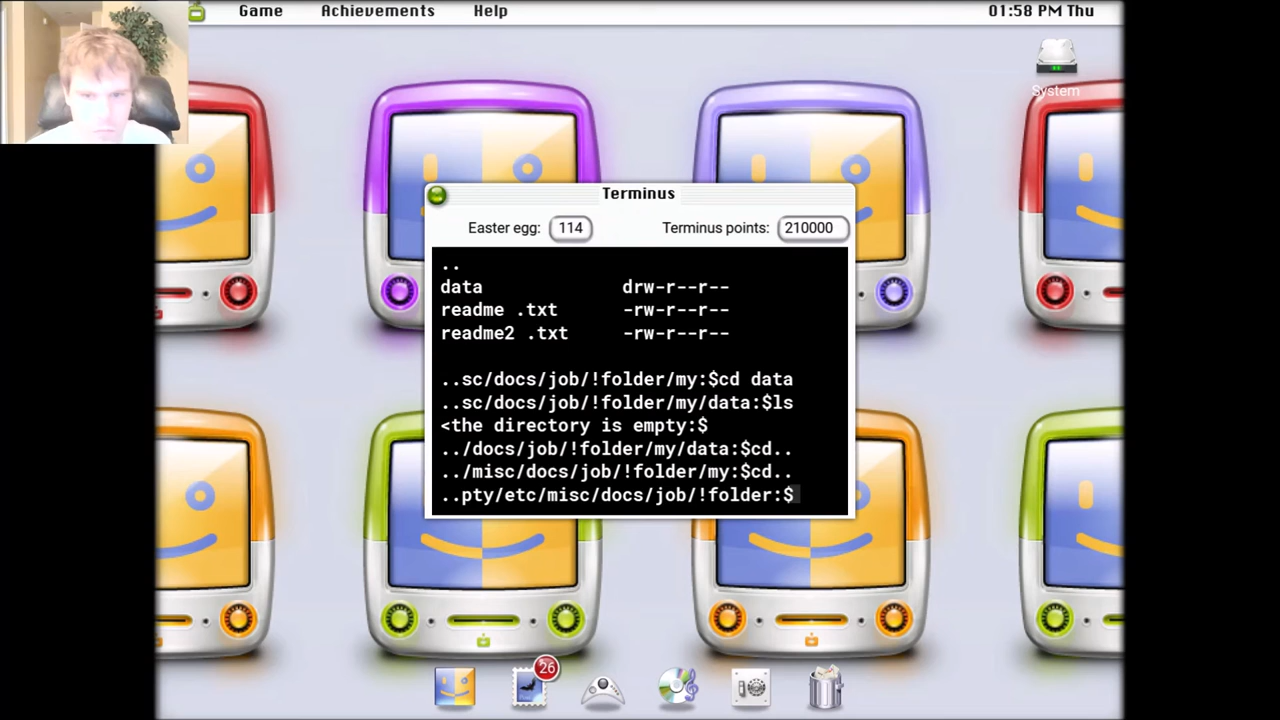 Game Achievements Help 01:58 PM Thu
System
Terminus
Easter egg: 114 Terminus points: 210000
..
data drw-r--r--
readme .txt -rw-r--r--
readme2 .txt -rw-r--r--
..sc/docs/job/!folder/my:$cd data
..sc/docs/job/!folder/my/data:$ls
<the directory is empty:$
../docs/job/!folder/my/data:$cd..
../misc/docs/job/!folder/my:$cd..
..pty/etc/misc/docs/job/!folder:$
26